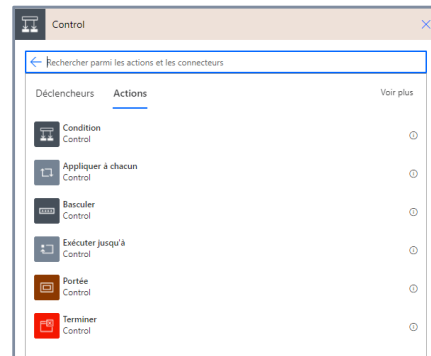 Control
Rechercher parmi les actions et les connecteurs
Déclencheurs Actions Voir plus
Condition
Control
Appliquer à chacun
Control
Basculer
Control
Exécuter jusqu'à
Control
Portée
Control
Terminer
Control